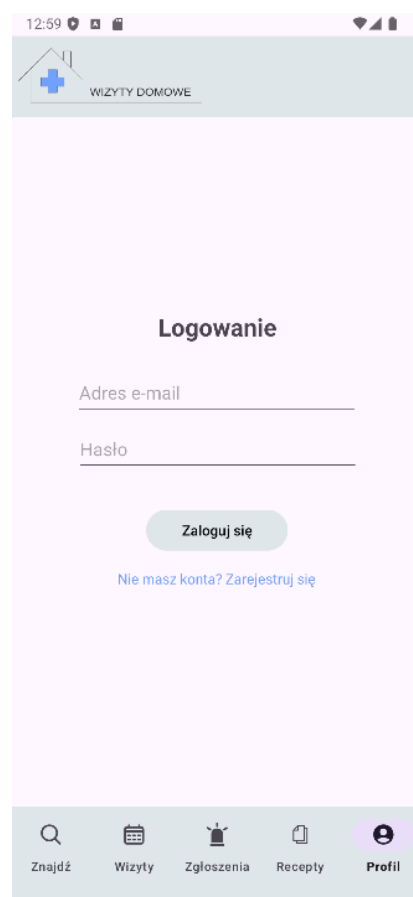 12:59
WIZYTY DOMOWE
Logowanie
Adres e-mail
Hasło
Zaloguj się
Nie masz konta? Zarejestruj się
Znajdź Wizyty Zgłoszenia Recepty Profil